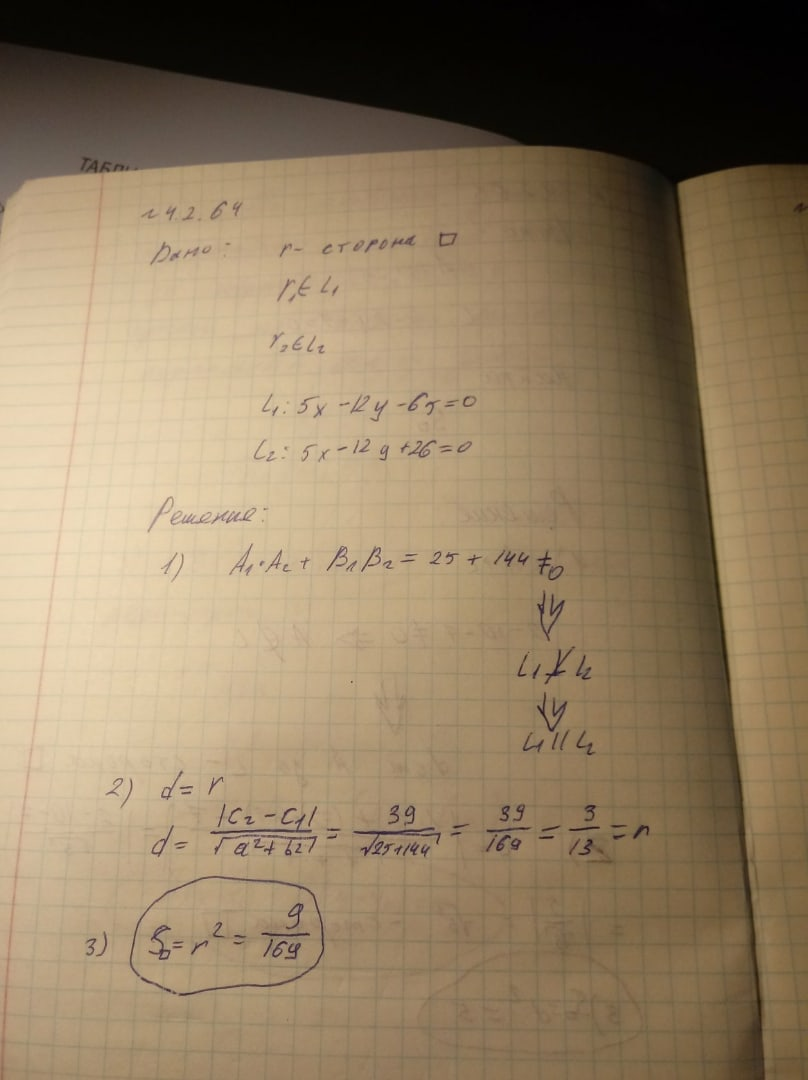 ТАБЛИ
N 4.2.64
Дано: r - сторона □
r₁ ∈ L₁
r₂ ∈ L₂
L₁: 5x - 12y - 65 = 0
L₂: 5x - 12y + 26 = 0
Решение:
1) A₁·A₂ + B₁B₂ = 25 + 144 ≠ 0
⇓
L₁ ⊥̸ L₂
⇓
L₁ || L₂
2) d = r
d = |C₂ - C₁| / √(a² + b²) = 39 / √(25+144) = 39/169 = 3/13 = r
3) S□ = r² = 9/169